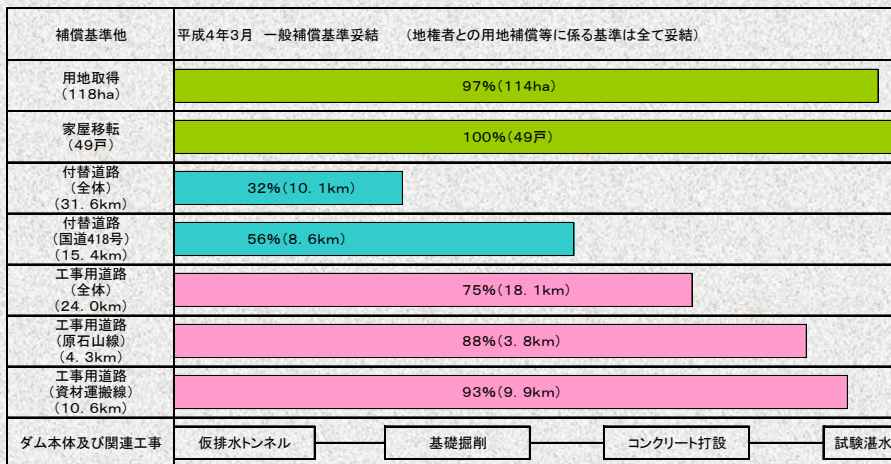 補償基準他
平成4年3月 一般補償基準妥結 (地権者との用地補償等に係る基準は全て妥結)
用地取得
(118ha)
97%(114ha)
家屋移転
(49戸)
100%(49戸)
付替道路
(全体)
(31.6km)
32%(10.1km)
付替道路
(国道418号)
(15.4km)
56%(8.6km)
工事用道路
(全体)
(24.0km)
75%(18.1km)
工事用道路
(原石山線)
(4.3km)
88%(3.8km)
工事用道路
(資材運搬線)
(10.6km)
93%(9.9km)
ダム本体及び関連工事
仮排水トンネル
基礎掘削
コンクリート打設
試験湛水